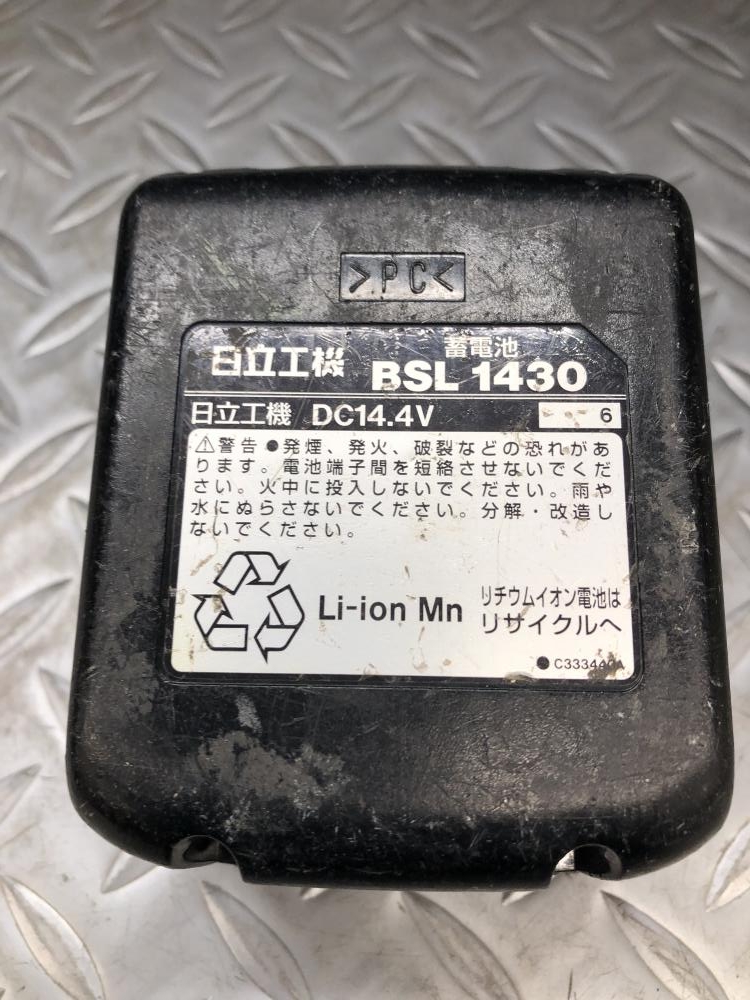 >PC<
日立工機
蓄電池
BSL 1430
日立工機 DC14.4V
6
⚠警告 ●発煙、発火、破裂などの恐れがあ
ります。電池端子間を短絡させないでくだ
さい。火中に投入しないでください。雨や
水にぬらさないでください。分解・改造し
ないでください。
Li-ion Mn
リチウムイオン電池は
リサイクルへ